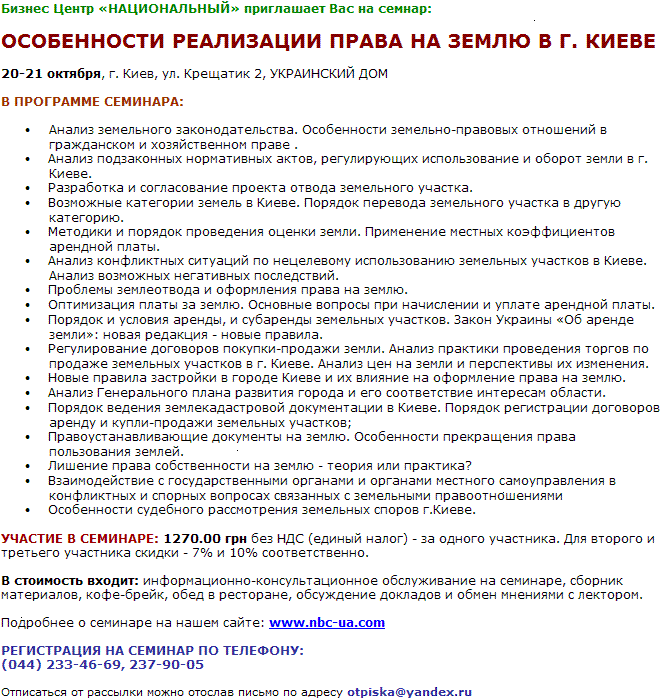 Бизнес Центр «НАЦИОНАЛЬНЫЙ» приглашает Вас на семнар:
ОСОБЕННОСТИ РЕАЛИЗАЦИИ ПРАВА НА ЗЕМЛЮ В Г. КИЕВЕ
20-21 октября, г. Киев, ул. Крещатик 2, УКРАИНСКИЙ ДОМ
В ПРОГРАММЕ СЕМИНАРА:
• Анализ земельного законодательства. Особенности земельно-правовых отношений в
гражданском и хозяйственном праве .
• Анализ подзаконных нормативных актов, регулирующих использование и оборот земли в г.
Киеве.
• Разработка и согласование проекта отвода земельного участка.
• Возможные категории земель в Киеве. Порядок перевода земельного участка в другую
категорию.
• Методики и порядок проведения оценки земли. Применение местных коэффициентов
арендной платы.
• Анализ конфликтных ситуаций по нецелевому использованию земельных участков в Киеве.
Анализ возможных негативных последствий.
• Проблемы землеотвода и оформления права на землю.
• Оптимизация платы за землю. Основные вопросы при начислении и уплате арендной платы.
• Порядок и условия аренды, и субаренды земельных участков. Закон Украины «Об аренде
земли»: новая редакция - новые правила.
• Регулирование договоров покупки-продажи земли. Анализ практики проведения торгов по
продаже земельных участков в г. Киеве. Анализ цен на земли и перспективы их изменения.
• Новые правила застройки в городе Киеве и их влияние на оформление права на землю.
• Анализ Генерального плана развития города и его соответствие интересам области.
• Порядок ведения землекадастровой документации в Киеве. Порядок регистрации договоров
аренду и купли-продажи земельных участков;
• Правоустанавливающие документы на землю. Особенности прекращения права
пользования землей.
• Лишение права собственности на землю - теория или практика?
• Взаимодействие с государственными органами и органами местного самоуправления в
конфликтных и спорных вопросах связанных с земельными правоотношениями
• Особенности судебного рассмотрения земельных споров г.Киеве.
УЧАСТИЕ В СЕМИНАРЕ: 1270.00 грн без НДС (единый налог) - за одного участника. Для второго и
третьего участника скидки - 7% и 10% соответственно.
В стоимость входит: информационно-консультационное обслуживание на семинаре, сборник
материалов, кофе-брейк, обед в ресторане, обсуждение докладов и обмен мнениями с лектором.
Подробнее о семинаре на нашем сайте: www.nbc-ua.com
РЕГИСТРАЦИЯ НА СЕМИНАР ПО ТЕЛЕФОНУ:
(044) 233-46-69, 237-90-05
Отписаться от рассылки можно отослав письмо по адресу otpiska@yandex.ru